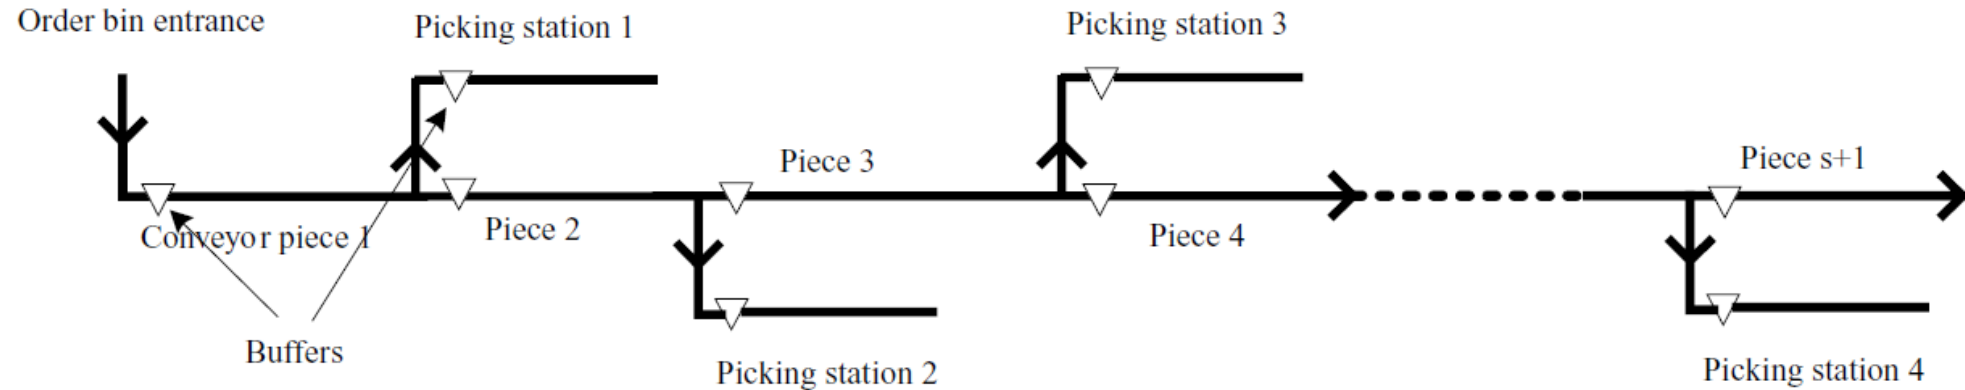 Order bin entrance
Picking station 1
Picking station 3
Piece 3
Piece s+1
Conveyor piece 1
Piece 2
Piece 4
Buffers
Picking station 2
Picking station 4